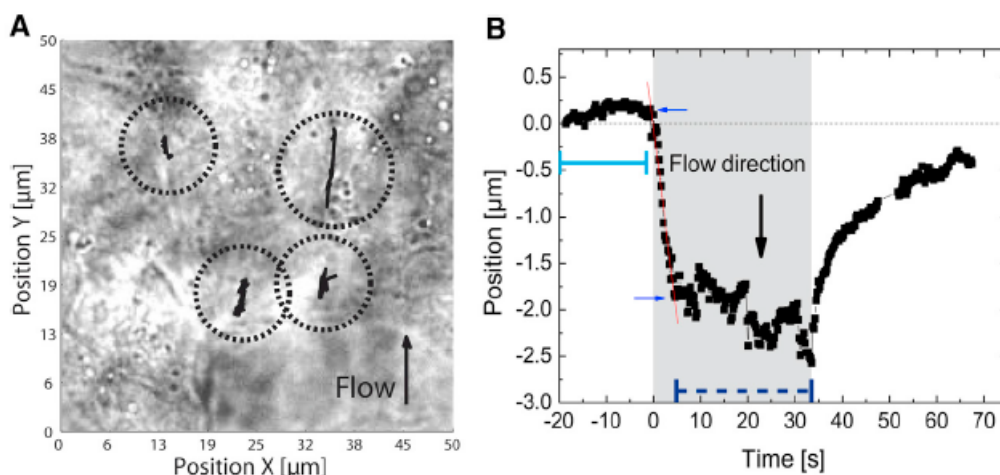 A
50
45
38
32
25
19
13
6
0
0 6 13 19 25 32 38 45 50
Position Y [µm]
Position X [µm]
Flow
B
0.5
0.0
-0.5
-1.0
-1.5
-2.0
-2.5
-3.0
-20 -10 0 10 20 30 40 50 60 70
Position [µm]
Time [s]
Flow direction